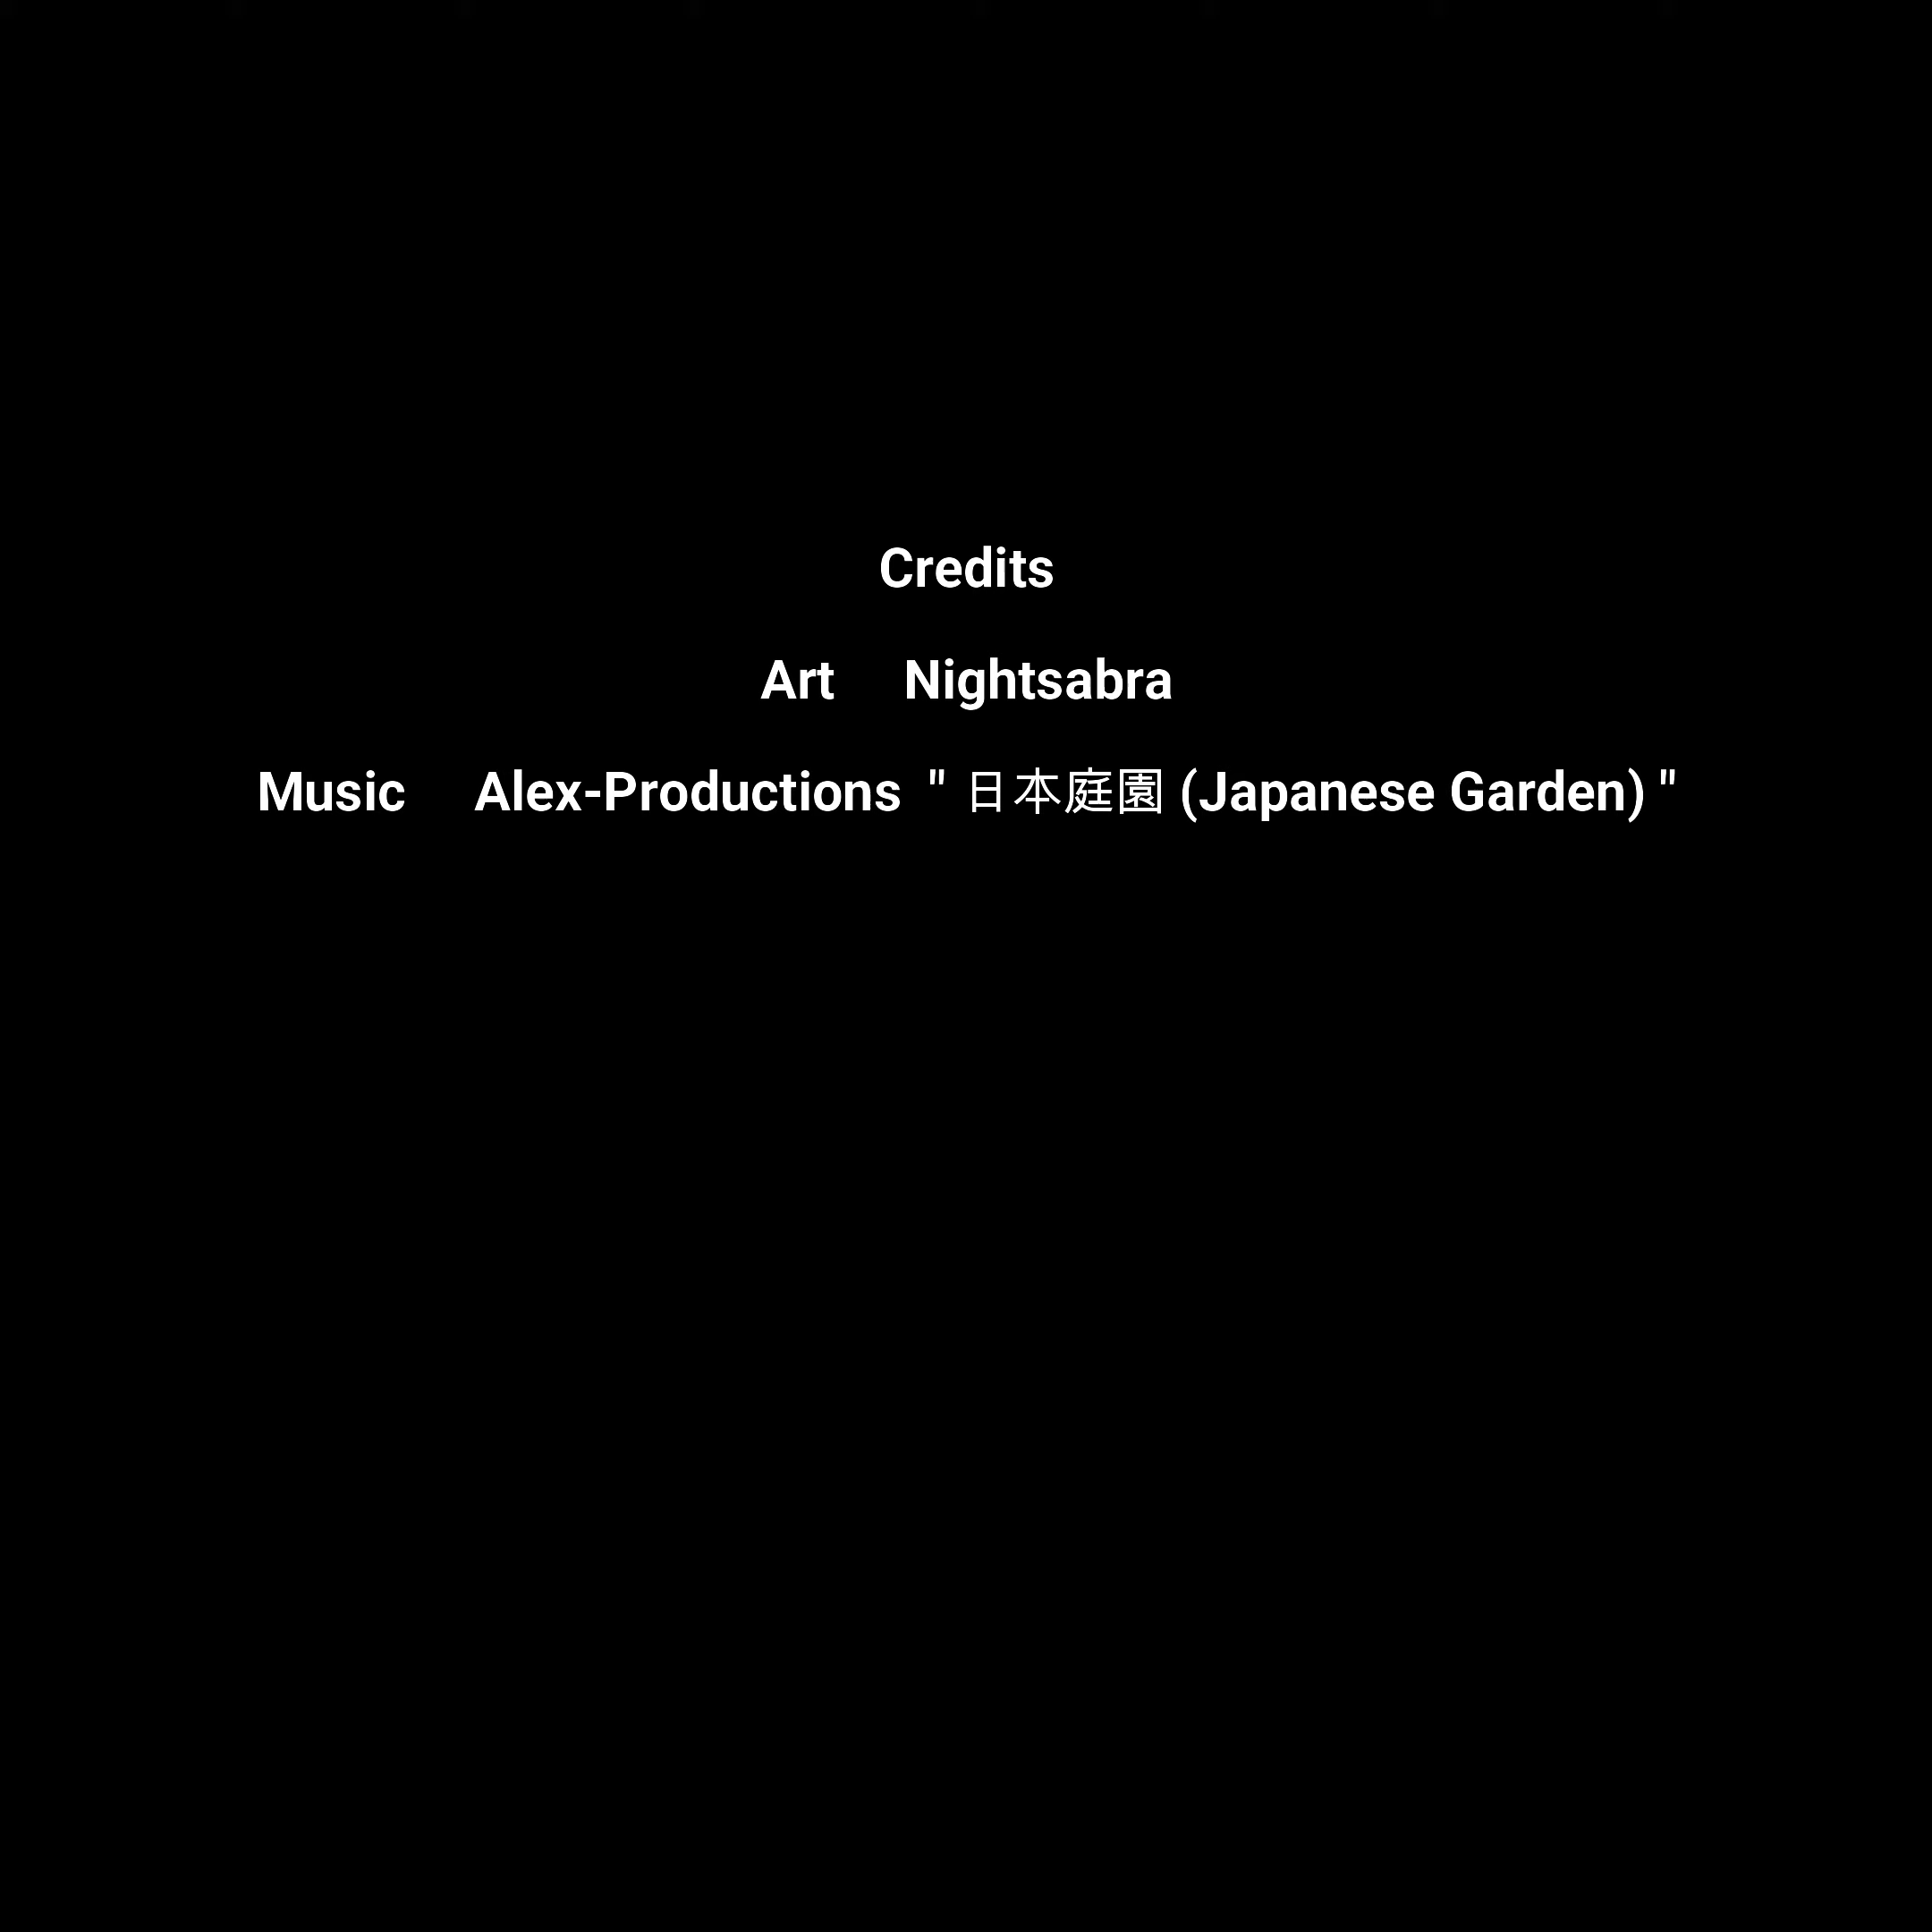 Credits
Art Nightsabra
Music Alex-Productions " 日本庭園 (Japanese Garden) "